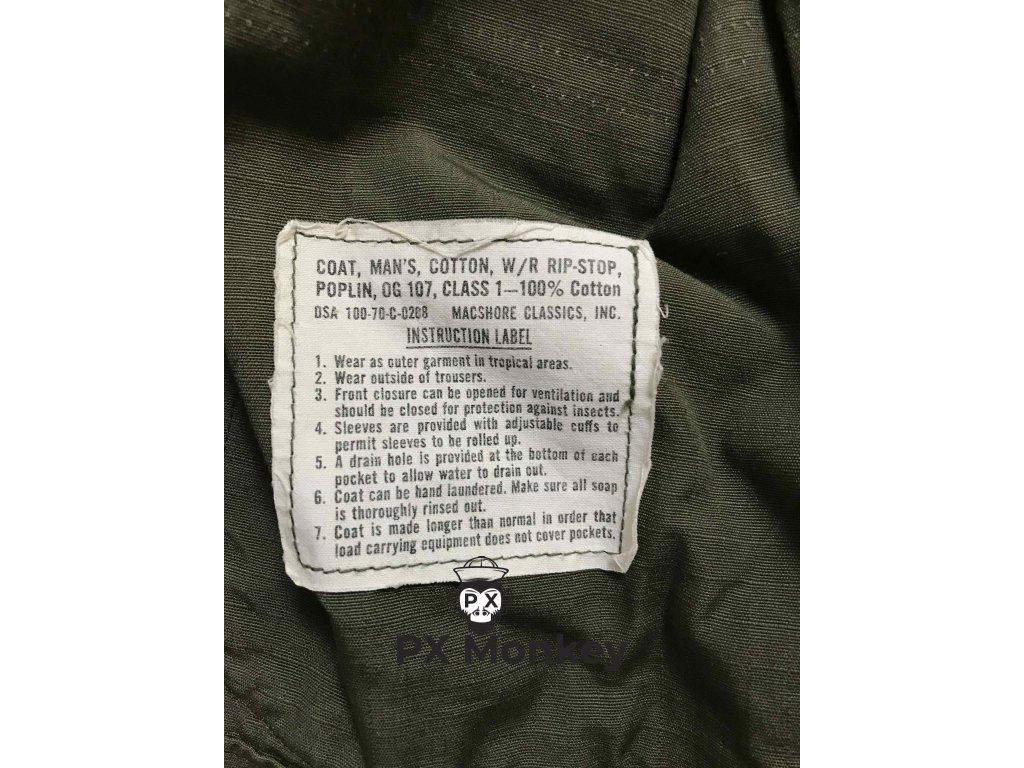 COAT, MAN'S, COTTON, W/R RIP-STOP,
POPLIN, OG 107, CLASS 1—100% Cotton
DSA 100-70-C-0268 MACSHORE CLASSICS, INC.
INSTRUCTION LABEL
1. Wear as outer garment in tropical areas.
2. Wear outside of trousers.
3. Front closure can be opened for ventilation and
should be closed for protection against insects.
4. Sleeves are provided with adjustable cuffs to
permit sleeves to be rolled up.
5. A drain hole is provided at the bottom of each
pocket to allow water to drain out.
6. Coat can be hand laundered. Make sure all soap
is thoroughly rinsed out.
7. Coat is made longer than normal in order that
load carrying equipment does not cover pockets.
PX
PX Monkey